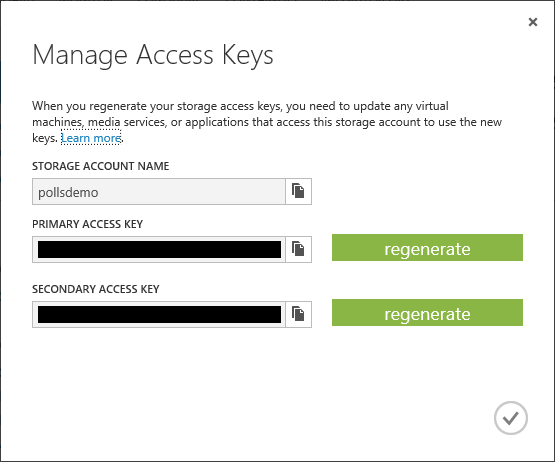 Manage Access Keys
When you regenerate your storage access keys, you need to update any virtual
machines, media services, or applications that access this storage account to use the new
keys. Learn more.
STORAGE ACCOUNT NAME
pollsdemo
PRIMARY ACCESS KEY
regenerate
SECONDARY ACCESS KEY
regenerate